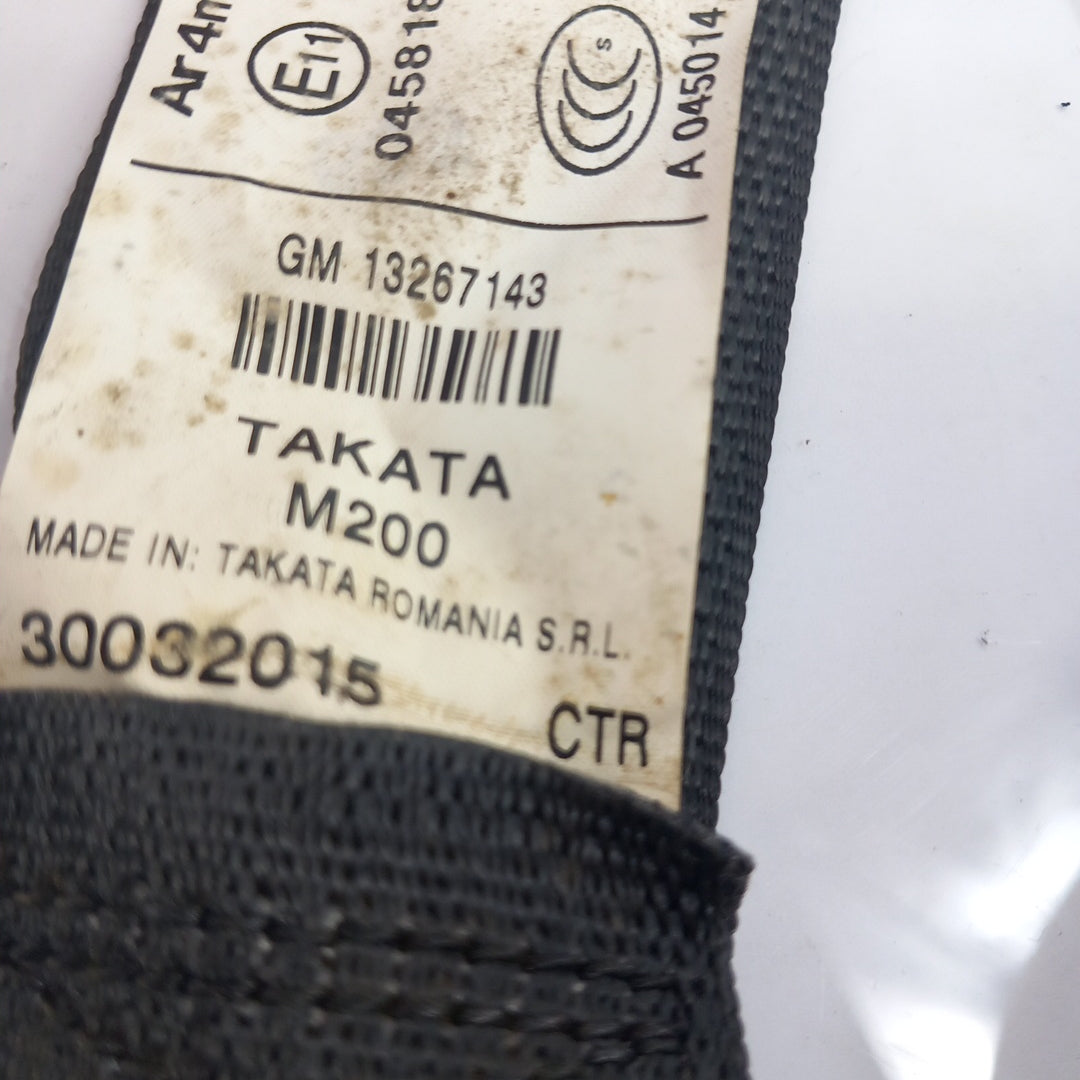 Ar4m
E11
045818
S
A 045014
GM 13267143
TAKATA
M200
MADE IN: TAKATA ROMANIA S.R.L.
30032015
CTR